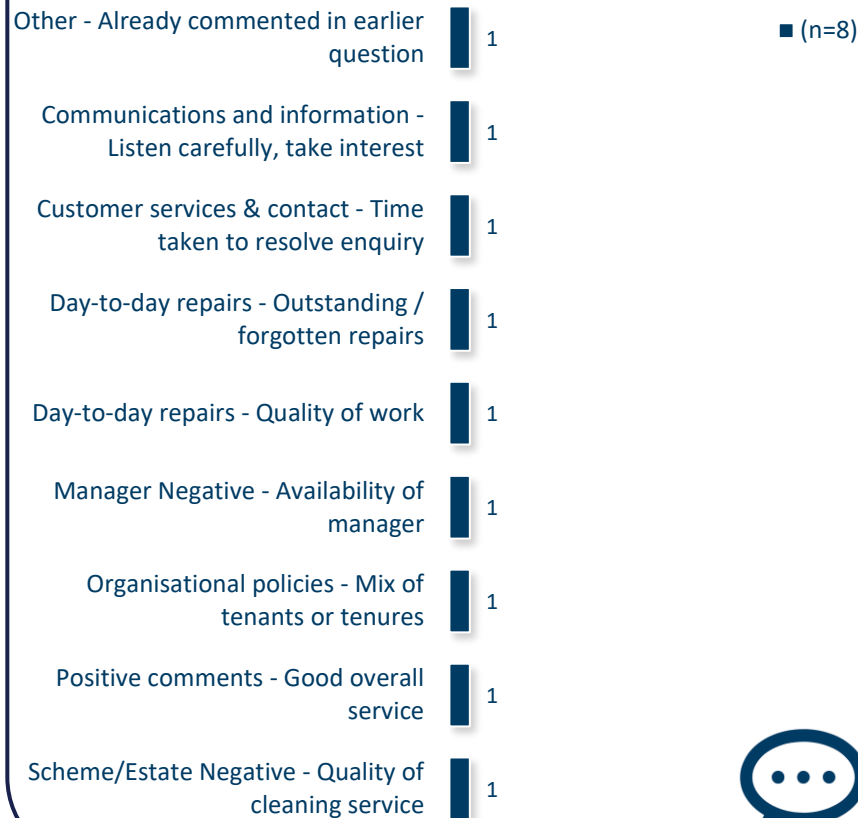 Other - Already commented in earlier
question
1
■ (n=8)
Communications and information -
Listen carefully, take interest
1
Customer services & contact - Time
taken to resolve enquiry
1
Day-to-day repairs - Outstanding /
forgotten repairs
1
Day-to-day repairs - Quality of work
1
Manager Negative - Availability of
manager
1
Organisational policies - Mix of
tenants or tenures
1
Positive comments - Good overall
service
1
Scheme/Estate Negative - Quality of
cleaning service
1